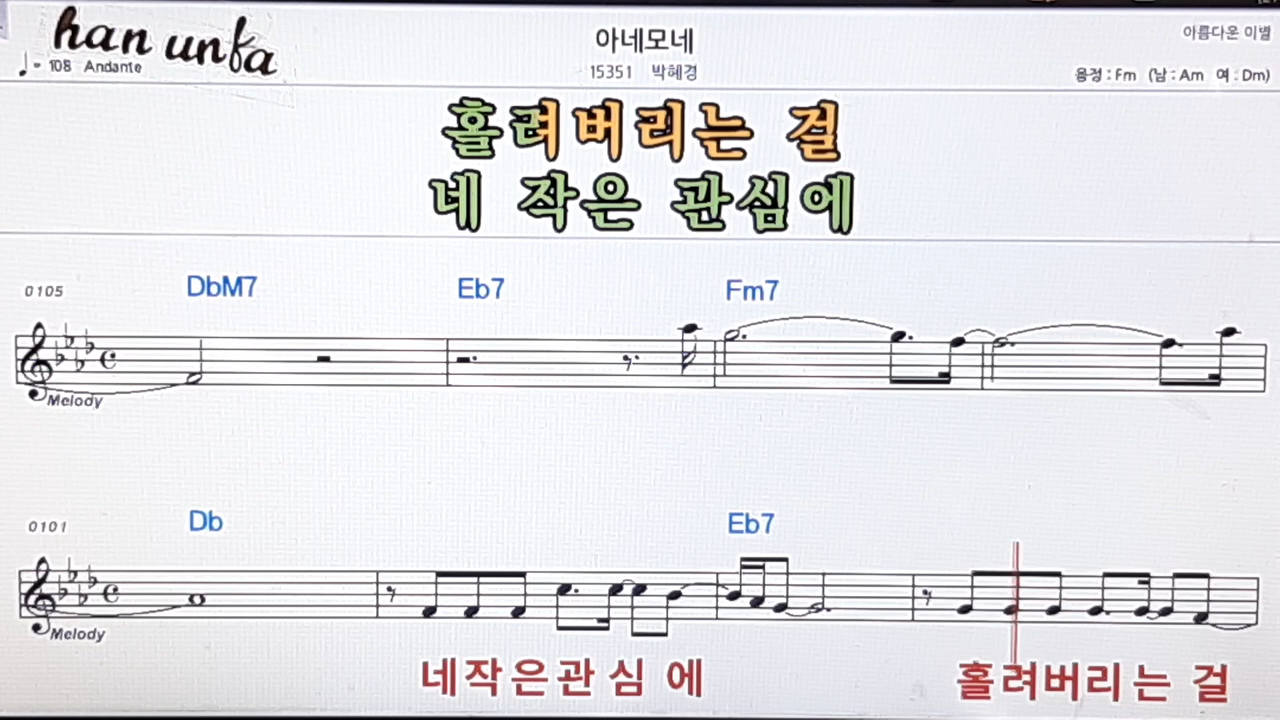 han unfa
♩= 108 Andante
아네모네
15351 박혜경
아름다운 이별
음정 : Fm (남 : Am 여 : Dm)
홀려버리는 걸
네 작은 관심에
0105 DbM7 Eb7 Fm7
Melody
0101 Db Eb7
Melody
네작은관심에 홀려버리는 걸